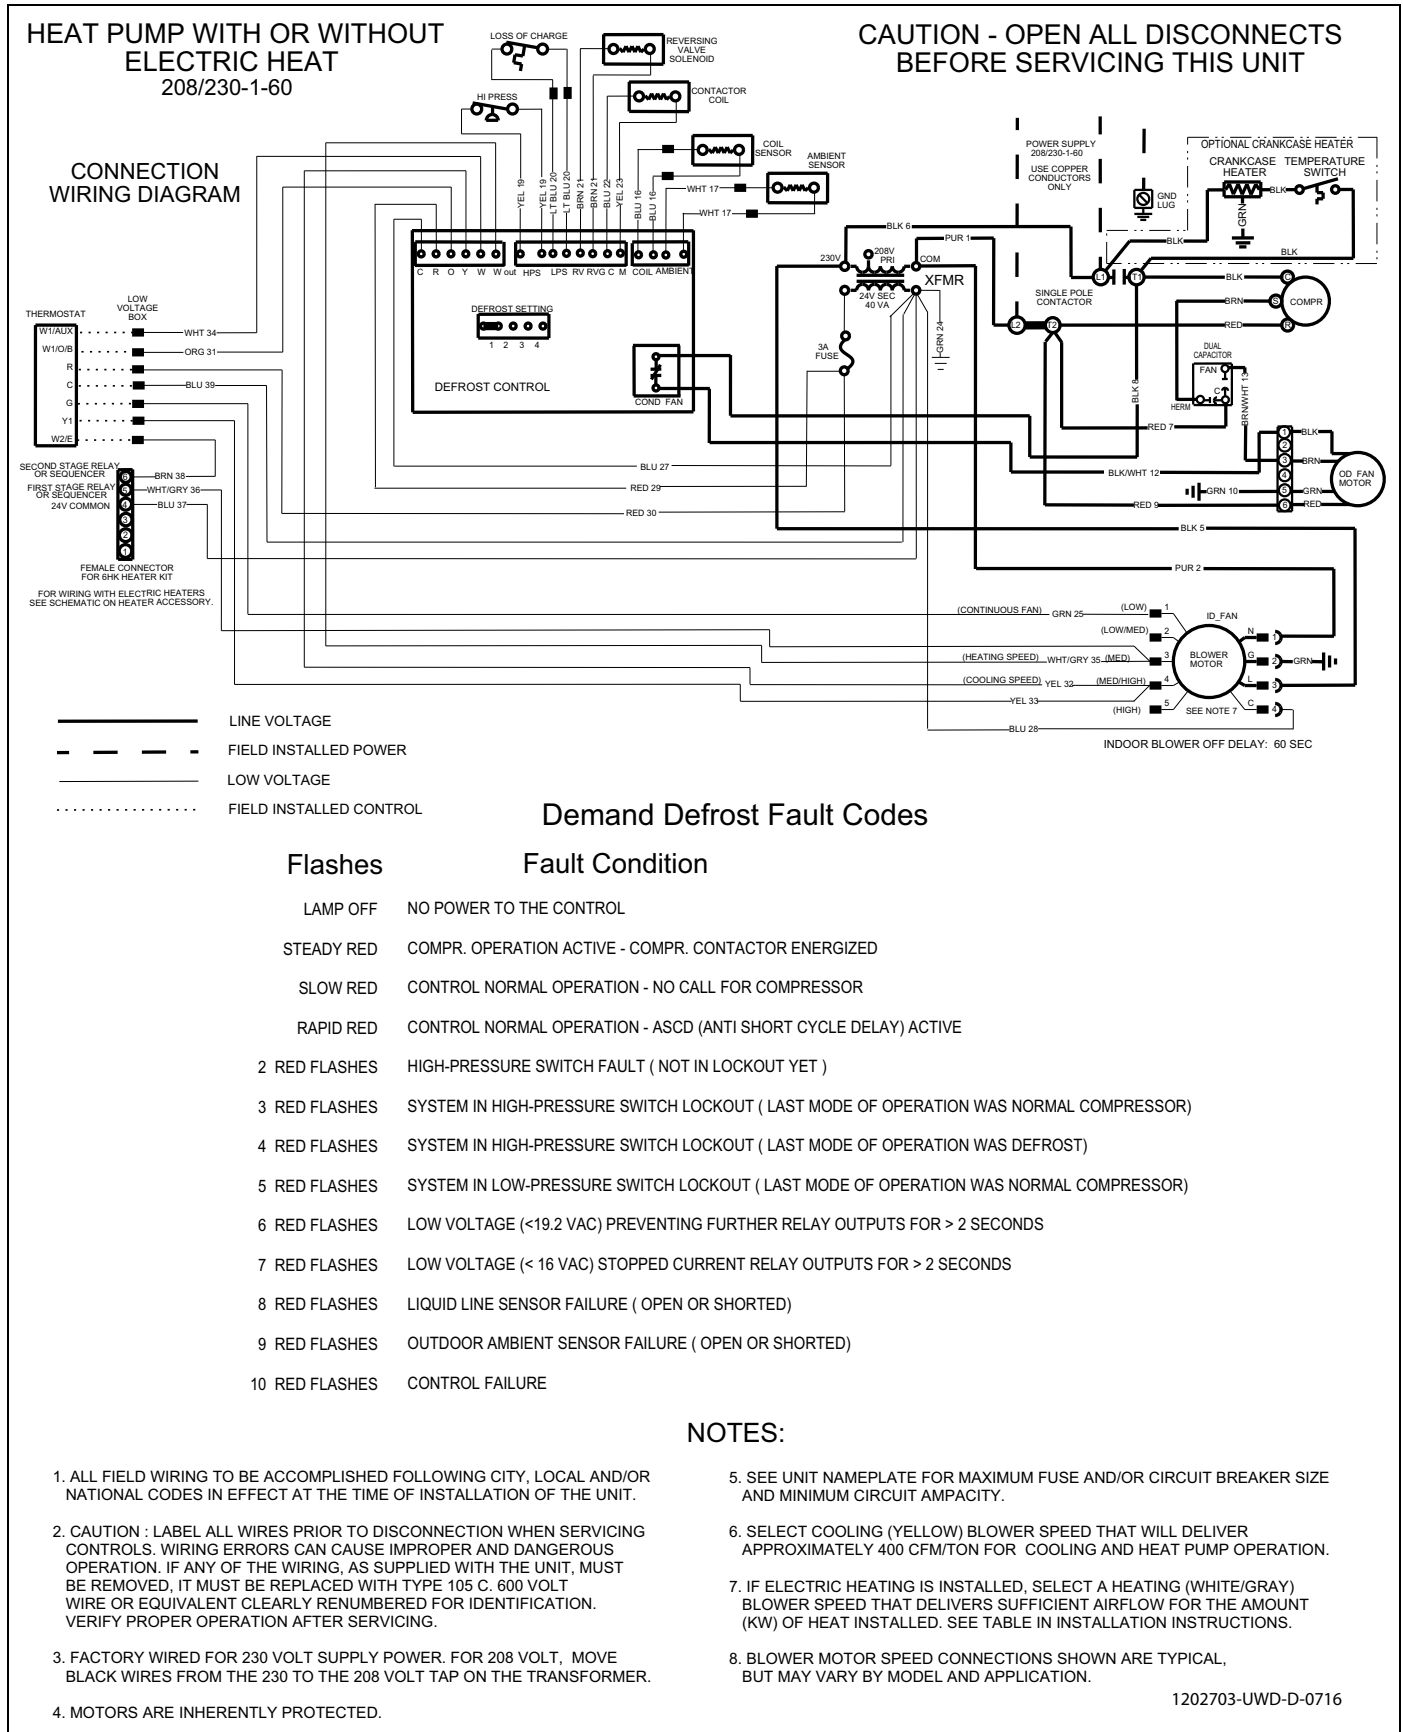 HEAT PUMP WITH OR WITHOUT
ELECTRIC HEAT
208/230-1-60
CAUTION - OPEN ALL DISCONNECTS
BEFORE SERVICING THIS UNIT
CONNECTION
WIRING DIAGRAM
LOSS OF CHARGE
HI PRESS
REVERSING
VALVE
SOLENOID
CONTACTOR
COIL
COIL
SENSOR
AMBIENT
SENSOR
YEL 19
YEL 19
LT BLU 20
LT BLU 20
BRN 21
BRN 21
BLU 22
YEL 23
BLU 16
BLU 16
WHT 17
WHT 17
POWER SUPPLY
208/230-1-60
USE COPPER
CONDUCTORS
ONLY
GND
LUG
OPTIONAL CRANKCASE HEATER
CRANKCASE
HEATER
TEMPERATURE
SWITCH
BLK
GRN
BLK
BLK
C R O Y W W out HPS LPS RV RVG C M COIL AMBIENT
DEFROST SETTING
1 2 3 4
DEFROST CONTROL
COND FAN
BLK 6
PUR 1
230V
208V
PRI
COM
XFMR
24V SEC
40 VA
3A
FUSE
GRN 24
L1
T1
SINGLE POLE
CONTACTOR
L2
T2
BLK
BRN
RED
C
S
R
COMPR
DUAL
CAPACITOR
FAN
C
HERM
BRN/WHT 13
BLK 8
RED 7
BLK/WHT 12
GRN 10
RED 9
1
2
3
4
5
6
BLK
BRN
GRN
RED
OD FAN
MOTOR
THERMOSTAT
LOW
VOLTAGE
BOX
W1/AUX
W1/O/B
R
C
G
Y1
W2/E
WHT 34
ORG 31
BLU 39
SECOND STAGE RELAY
OR SEQUENCER
FIRST STAGE RELAY
OR SEQUENCER
24V COMMON
6
5
4
3
2
1
BRN 38
WHT/GRY 36
BLU 37
FEMALE CONNECTOR
FOR 6HK HEATER KIT
FOR WIRING WITH ELECTRIC HEATERS
SEE SCHEMATIC ON HEATER ACCESSORY.
BLU 27
RED 29
RED 30
BLK 5
PUR 2
(CONTINUOUS FAN) GRN 25 (LOW) 1
(LOW/MED) 2
(HEATING SPEED) WHT/GRY 35 (MED) 3
(COOLING SPEED) YEL 32 (MED/HIGH) 4
YEL 33
(HIGH) 5
BLU 28
ID_FAN
BLOWER
MOTOR
SEE NOTE 7
N 1
G 2 GRN
L 3
C 4
INDOOR BLOWER OFF DELAY: 60 SEC
LINE VOLTAGE
FIELD INSTALLED POWER
LOW VOLTAGE
FIELD INSTALLED CONTROL
Demand Defrost Fault Codes
Flashes Fault Condition
LAMP OFF NO POWER TO THE CONTROL
STEADY RED COMPR. OPERATION ACTIVE - COMPR. CONTACTOR ENERGIZED
SLOW RED CONTROL NORMAL OPERATION - NO CALL FOR COMPRESSOR
RAPID RED CONTROL NORMAL OPERATION - ASCD (ANTI SHORT CYCLE DELAY) ACTIVE
2 RED FLASHES HIGH-PRESSURE SWITCH FAULT ( NOT IN LOCKOUT YET )
3 RED FLASHES SYSTEM IN HIGH-PRESSURE SWITCH LOCKOUT ( LAST MODE OF OPERATION WAS NORMAL COMPRESSOR)
4 RED FLASHES SYSTEM IN HIGH-PRESSURE SWITCH LOCKOUT ( LAST MODE OF OPERATION WAS DEFROST)
5 RED FLASHES SYSTEM IN LOW-PRESSURE SWITCH LOCKOUT ( LAST MODE OF OPERATION WAS NORMAL COMPRESSOR)
6 RED FLASHES LOW VOLTAGE (<19.2 VAC) PREVENTING FURTHER RELAY OUTPUTS FOR > 2 SECONDS
7 RED FLASHES LOW VOLTAGE (< 16 VAC) STOPPED CURRENT RELAY OUTPUTS FOR > 2 SECONDS
8 RED FLASHES LIQUID LINE SENSOR FAILURE ( OPEN OR SHORTED)
9 RED FLASHES OUTDOOR AMBIENT SENSOR FAILURE ( OPEN OR SHORTED)
10 RED FLASHES CONTROL FAILURE
NOTES:
1. ALL FIELD WIRING TO BE ACCOMPLISHED FOLLOWING CITY, LOCAL AND/OR
NATIONAL CODES IN EFFECT AT THE TIME OF INSTALLATION OF THE UNIT.
2. CAUTION : LABEL ALL WIRES PRIOR TO DISCONNECTION WHEN SERVICING
CONTROLS. WIRING ERRORS CAN CAUSE IMPROPER AND DANGEROUS
OPERATION. IF ANY OF THE WIRING, AS SUPPLIED WITH THE UNIT, MUST
BE REMOVED, IT MUST BE REPLACED WITH TYPE 105 C. 600 VOLT
WIRE OR EQUIVALENT CLEARLY RENUMBERED FOR IDENTIFICATION.
VERIFY PROPER OPERATION AFTER SERVICING.
3. FACTORY WIRED FOR 230 VOLT SUPPLY POWER. FOR 208 VOLT, MOVE
BLACK WIRES FROM THE 230 TO THE 208 VOLT TAP ON THE TRANSFORMER.
4. MOTORS ARE INHERENTLY PROTECTED.
5. SEE UNIT NAMEPLATE FOR MAXIMUM FUSE AND/OR CIRCUIT BREAKER SIZE
AND MINIMUM CIRCUIT AMPACITY.
6. SELECT COOLING (YELLOW) BLOWER SPEED THAT WILL DELIVER
APPROXIMATELY 400 CFM/TON FOR COOLING AND HEAT PUMP OPERATION.
7. IF ELECTRIC HEATING IS INSTALLED, SELECT A HEATING (WHITE/GRAY)
BLOWER SPEED THAT DELIVERS SUFFICIENT AIRFLOW FOR THE AMOUNT
(KW) OF HEAT INSTALLED. SEE TABLE IN INSTALLATION INSTRUCTIONS.
8. BLOWER MOTOR SPEED CONNECTIONS SHOWN ARE TYPICAL,
BUT MAY VARY BY MODEL AND APPLICATION.
1202703-UWD-D-0716